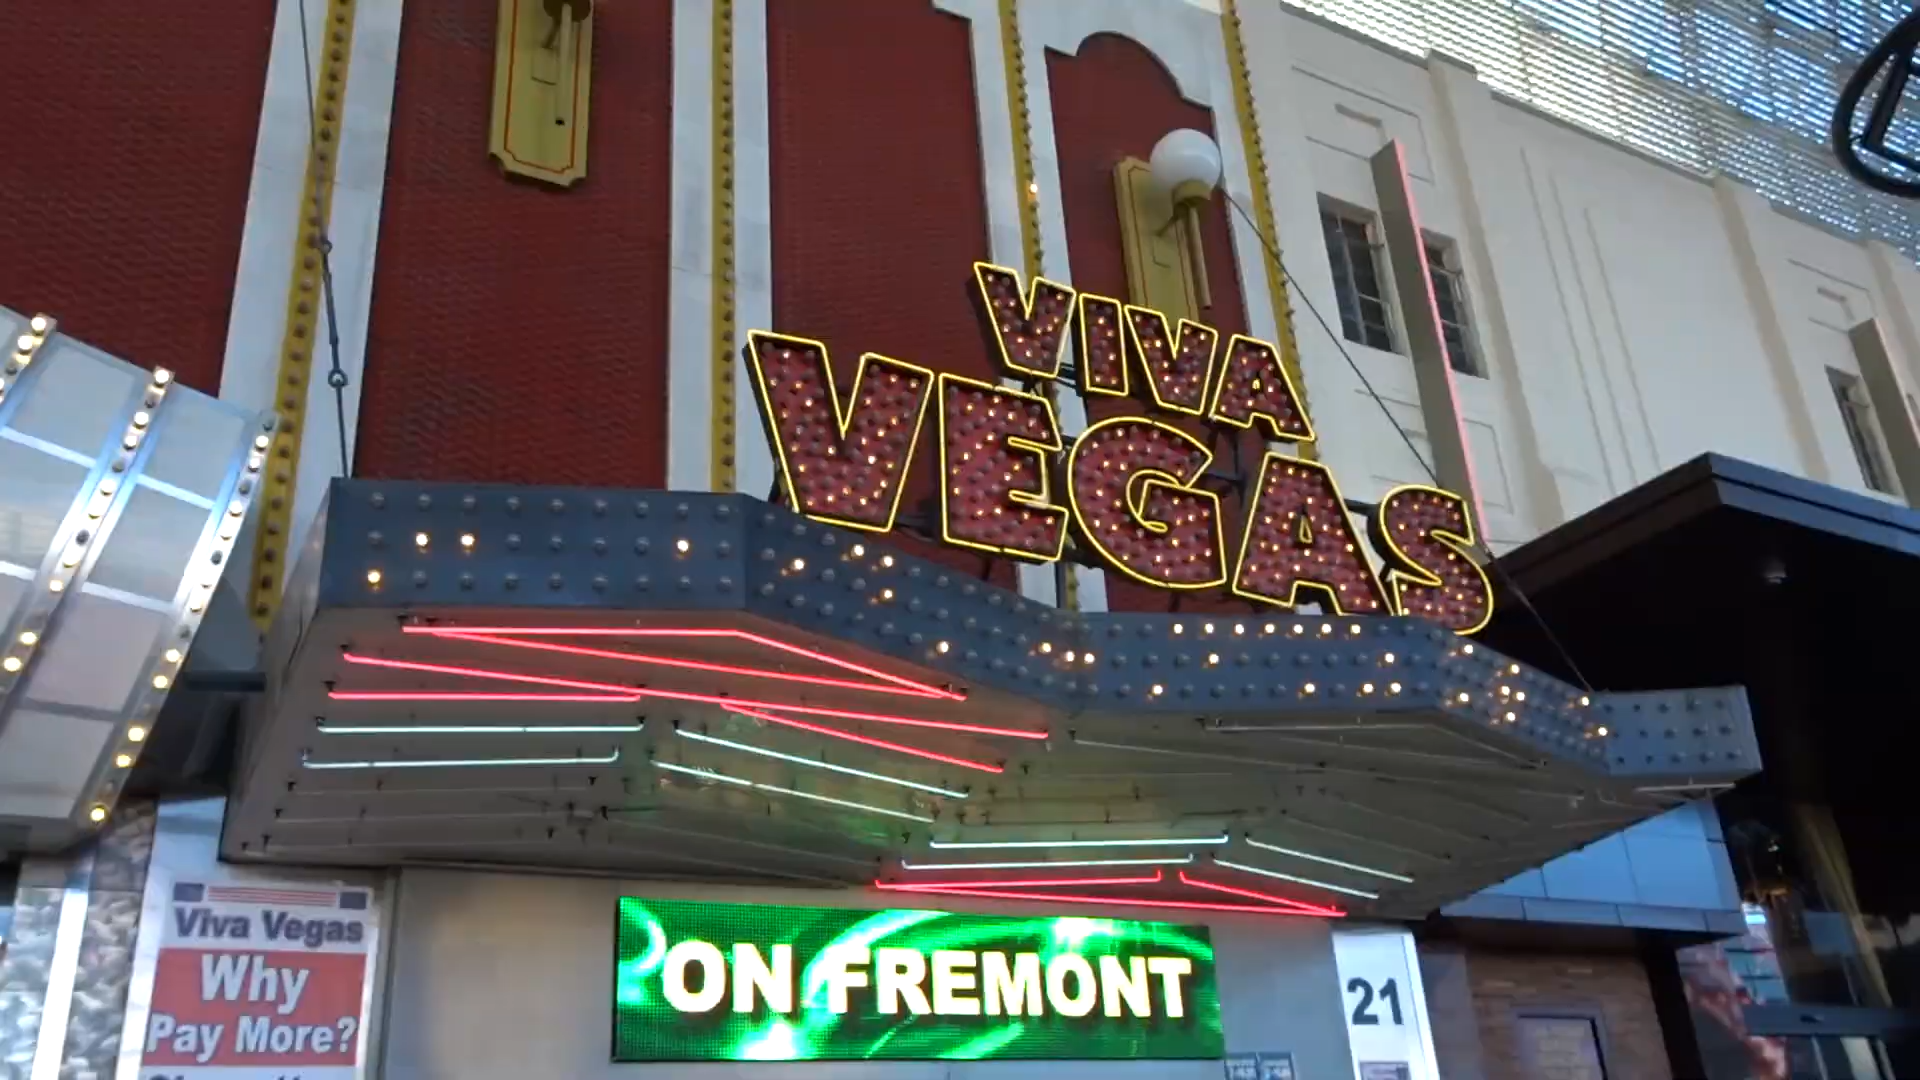 VIVA
VEGAS
Viva Vegas
Why
Pay More?
ON FREMONT
21